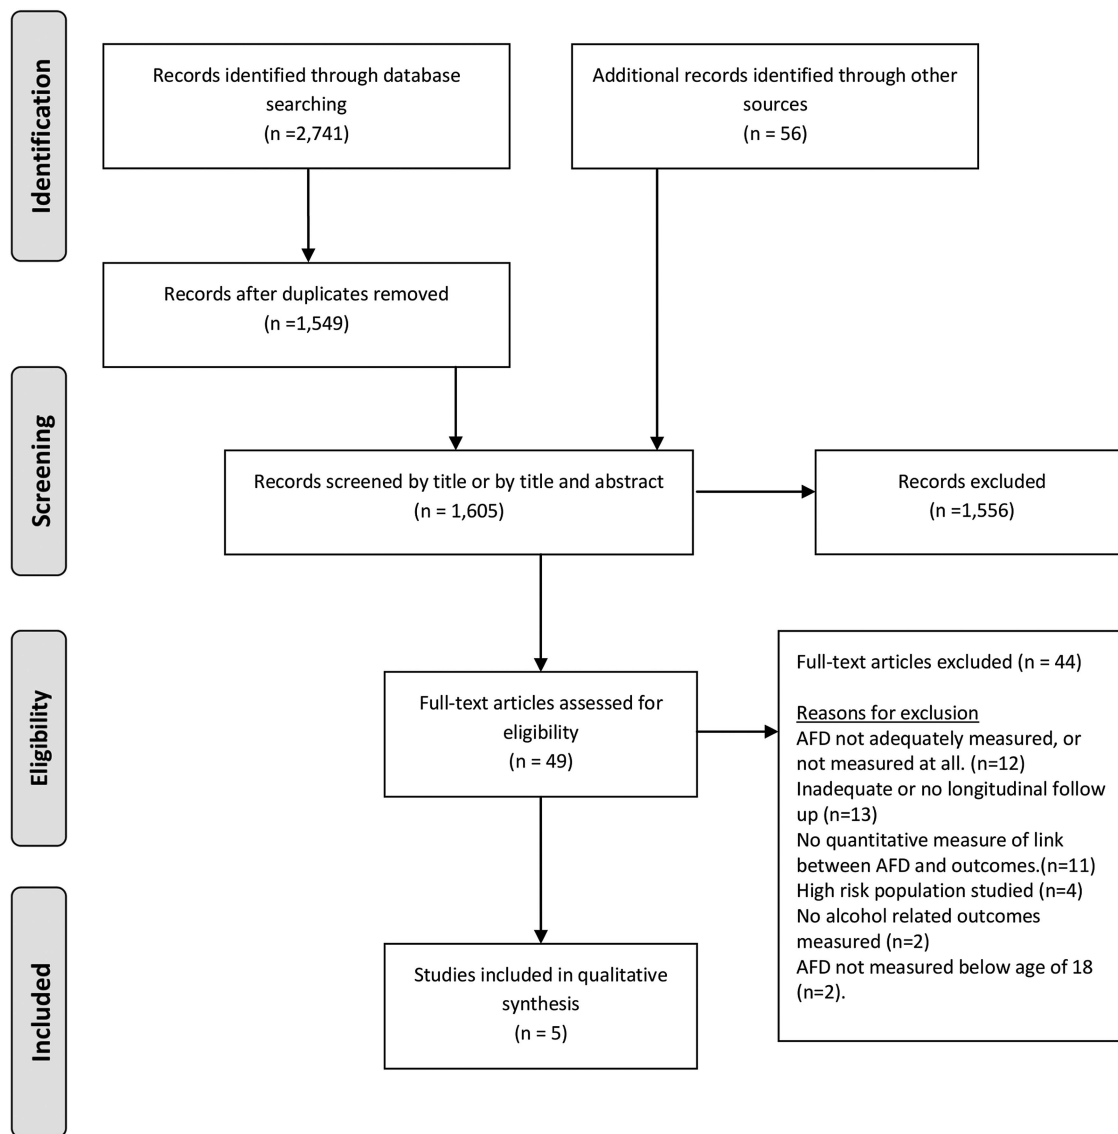 Identification
Records identified through database
searching
(n =2,741)
Additional records identified through other
sources
(n = 56)
Records after duplicates removed
(n =1,549)
Screening
Records screened by title or by title and abstract
(n = 1,605)
Records excluded
(n =1,556)
Eligibility
Full-text articles assessed for
eligibility
(n = 49)
Full-text articles excluded (n = 44)
Reasons for exclusion
AFD not adequately measured, or
not measured at all. (n=12)
Inadequate or no longitudinal follow
up (n=13)
No quantitative measure of link
between AFD and outcomes.(n=11)
High risk population studied (n=4)
No alcohol related outcomes
measured (n=2)
AFD not measured below age of 18
(n=2).
Included
Studies included in qualitative
synthesis
(n = 5)